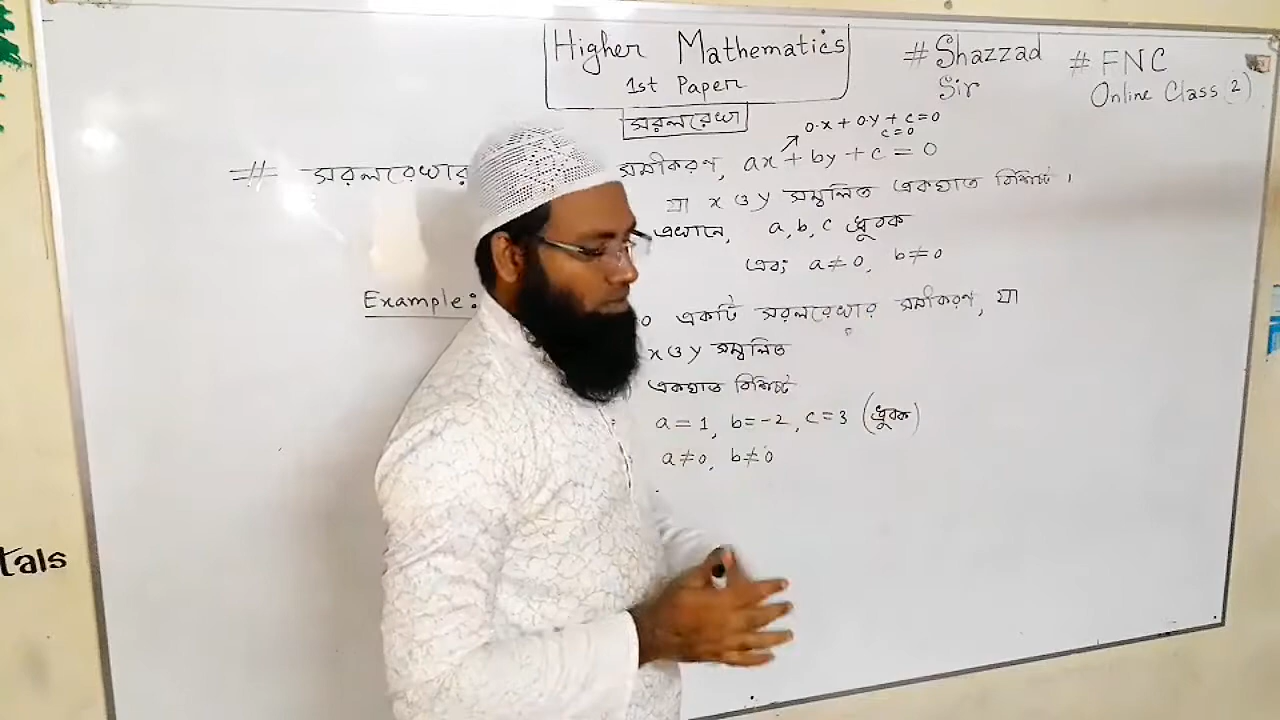 Higher Mathematics
1st Paper
# Shazzad
Sir
# FNC
Online Class (2)
সরলরেখা
0.x + 0.y + c = 0
c = 0
# সরলরেখার সমীকরণ, ax + by + c = 0
যা x ও y সম্বলিত একঘাত বিশিষ্ট।
এখানে, a, b, c ধ্রুবক
এবং a ≠ 0, b ≠ 0
Example: 0 একটি সরলরেখার সমীকরণ, যা
x ও y সম্বলিত
একঘাত বিশিষ্ট
a = 1, b = -2, c = 3 (ধ্রুবক)
a ≠ 0, b ≠ 0
tals